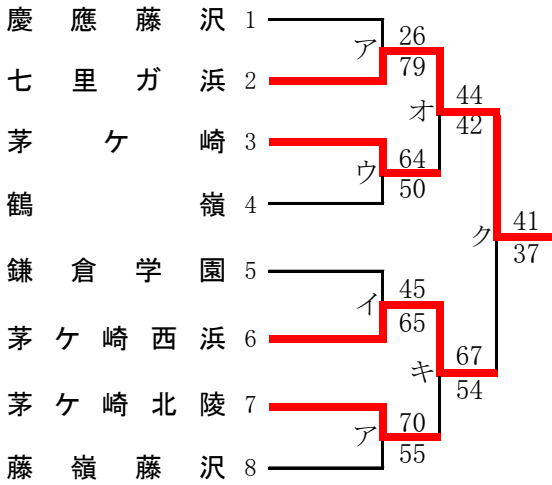 慶應藤沢 1
ア 26
七里ガ浜 2 79
オ 44
42
茅ケ崎 3
ウ 64
50
鶴嶺 4
ク 41
37
鎌倉学園 5
イ 45
65
茅ケ崎西浜 6
キ 67
54
茅ケ崎北陵 7
ア 70
55
藤嶺藤沢 8